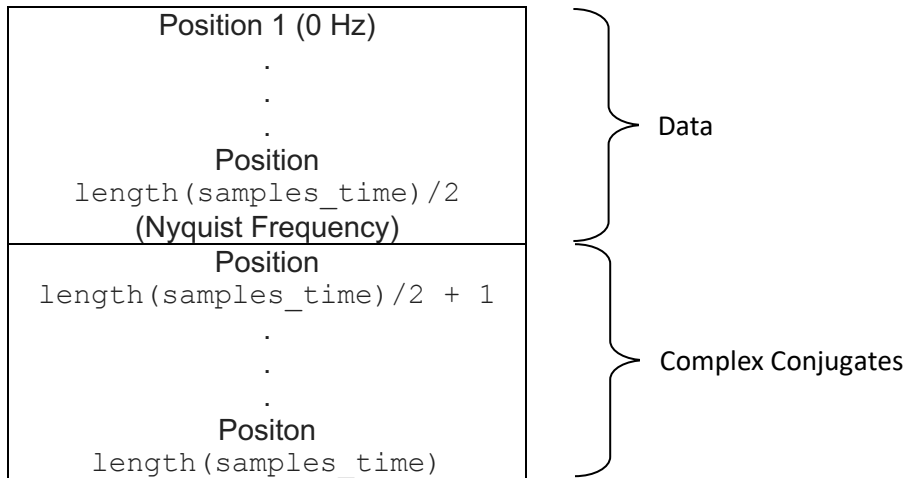 Position 1 (0 Hz)
.
.
.
Position
length(samples_time)/2
(Nyquist Frequency)
Data
Position
length(samples_time)/2 + 1
.
.
.
Positon
length(samples_time)
Complex Conjugates